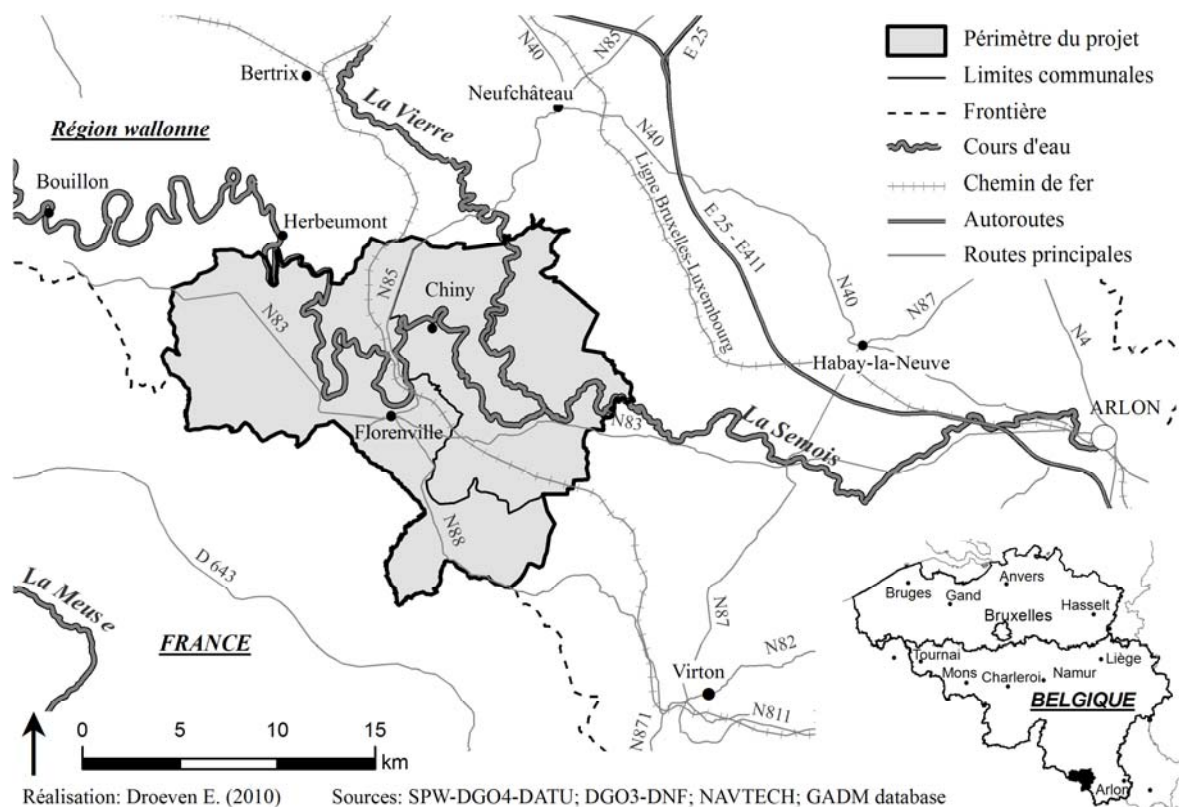 Périmètre du projet
Limites communales
Frontière
Cours d'eau
Chemin de fer
Autoroutes
Routes principales
N40
N85
E 25
Bertrix
Neufchâteau
La Vierre
Région wallonne
N40
Bouillon
Herbeumont
Ligne Bruxelles-Luxembourg
E 25 - E411
N85
Chiny
N83
N40
N87
N4
Habay-la-Neuve
ARLON
Florenville
N83
La Semois
N88
D 643
La Meuse
FRANCE
N87
N82
Virton
N871
N811
Bruges
Gand
Anvers
Bruxelles
Hasselt
Tournai
Mons
Charleroi
Namur
Liège
BELGIQUE
Arlon
0 5 10 15
km
Réalisation: Droeven E. (2010) Sources: SPW-DGO4-DATU; DGO3-DNF; NAVTECH; GADM database